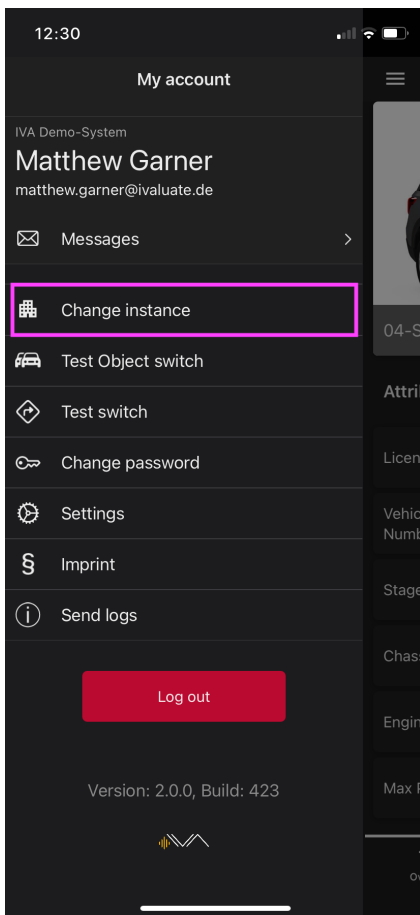 12:30
My account
IVA Demo-System
Matthew Garner
matthew.garner@ivaluate.de
Messages
Change instance
04-S
Test Object switch
Attri
Test switch
Licen
Change password
Settings
Vehic
Numb
Imprint
Stage
Send logs
Chass
Log out
Engin
Version: 2.0.0, Build: 423
Max P
IVA